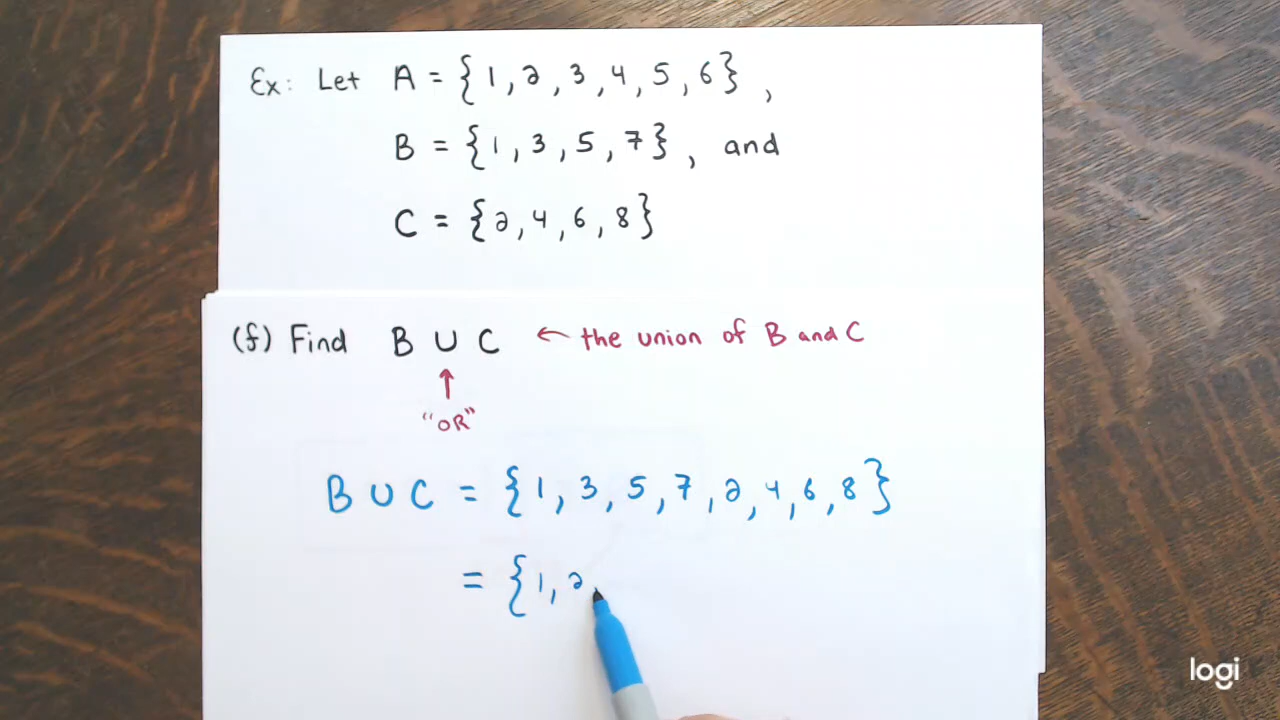 Ex: Let A = {1, 2, 3, 4, 5, 6},
B = {1, 3, 5, 7}, and
C = {2, 4, 6, 8}
(f) Find B ∪ C ← the union of B and C
↑
"OR"
B ∪ C = {1, 3, 5, 7, 2, 4, 6, 8}
= {1, 2,
logi